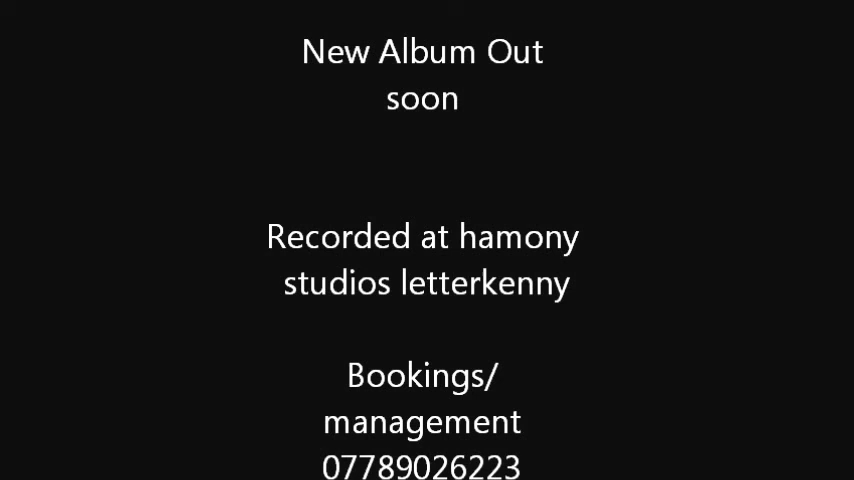 New Album Out
soon
Recorded at hamony
studios letterkenny
Bookings/
management
07789026223